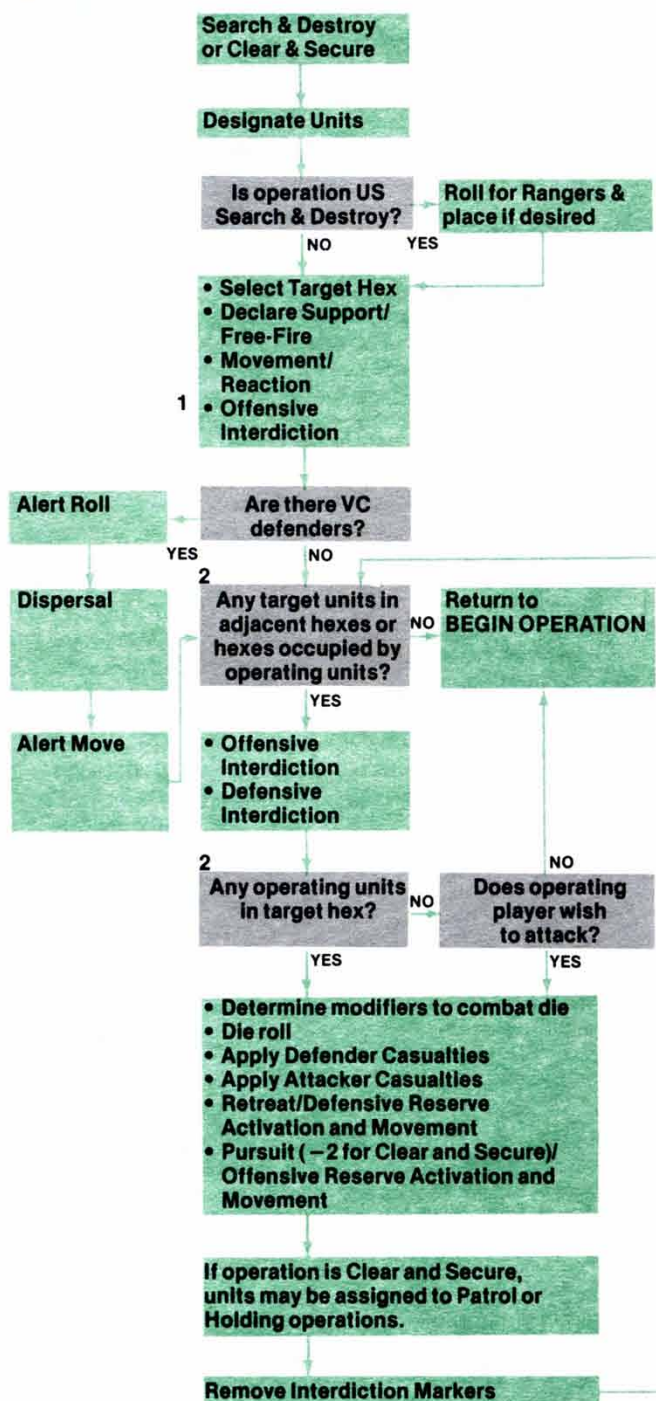 Search & Destroy
or Clear & Secure
Designate Units
Is operation US
Search & Destroy?
Roll for Rangers &
place if desired
NO
YES
• Select Target Hex
• Declare Support/
Free-Fire
• Movement/
Reaction
1
• Offensive
Interdiction
Alert Roll
Are there VC
defenders?
YES
NO
Dispersal
2
Any target units in
adjacent hexes or
hexes occupied by
operating units?
NO
Return to
BEGIN OPERATION
YES
Alert Move
• Offensive
Interdiction
• Defensive
Interdiction
2
Any operating units
in target hex?
NO
NO
Does operating
player wish
to attack?
YES
YES
• Determine modifiers to combat die
• Die roll
• Apply Defender Casualties
• Apply Attacker Casualties
• Retreat/Defensive Reserve
Activation and Movement
• Pursuit (−2 for Clear and Secure)/
Offensive Reserve Activation and
Movement
If operation is Clear and Secure,
units may be assigned to Patrol or
Holding operations.
Remove Interdiction Markers